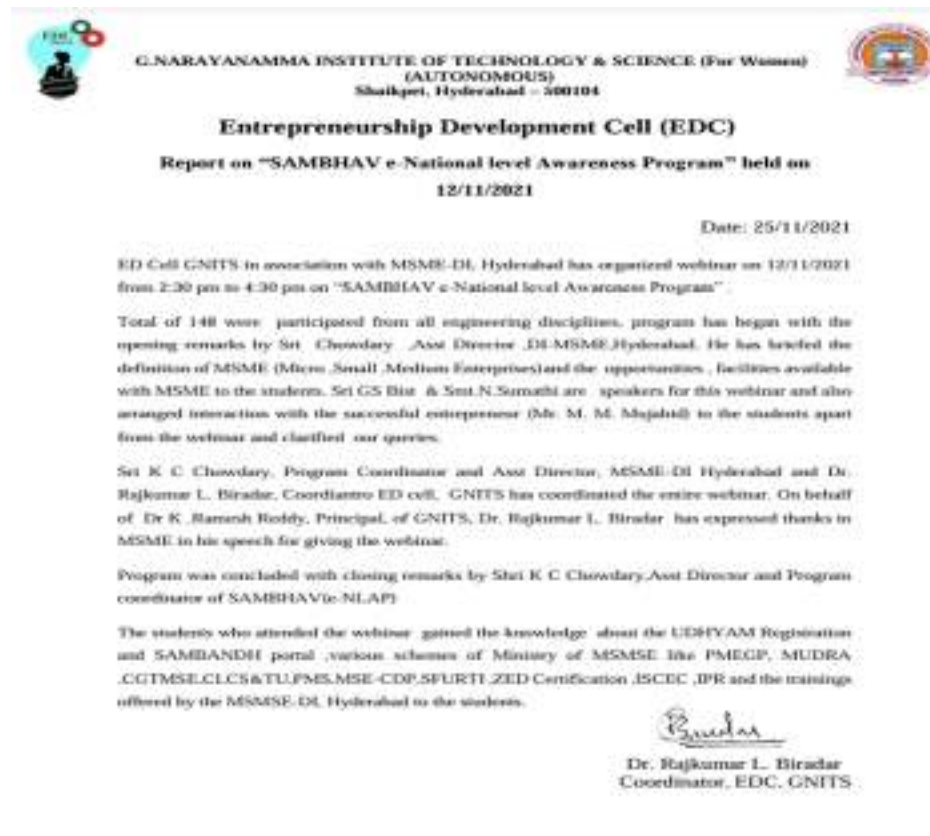 EDC
G.NARAYANAMMA INSTITUTE OF TECHNOLOGY & SCIENCE (For Women)
(AUTONOMOUS)
Shaikpet, Hyderabad – 500104
Entrepreneurship Development Cell (EDC)
Report on “SAMBHAV e-National level Awareness Program” held on
12/11/2021
Date: 25/11/2021
ED Cell GNITS in association with MSME-DI, Hyderabad has organized webinar on 12/11/2021
from 2:30 pm to 4:30 pm on “SAMBHAV e-National level Awareness Program” .
Total of 148 were participated from all engineering disciplines, program has began with the
opening remarks by Sri Chowdary ,Asst Director ,DI-MSME,Hyderabad. He has briefed the
definition of MSME (Micro ,Small ,Medium Enterprises)and the opportunities , facilities available
with MSME to the students. Sri GS Bist & Smt.N.Sumathi are speakers for this webinar and also
arranged interaction with the successful entrepreneur (Mr. M. M. Mujahid) to the students apart
from the webinar and clarified our queries.
Sri K C Chowdary, Program Coordinator and Asst Director, MSME-DI Hyderabad and Dr.
Rajkumar L. Biradar, Coordiantro ED cell, GNITS has coordinated the entire webinar. On behalf
of Dr K .Ramesh Reddy, Principal, of GNITS, Dr. Rajkumar L. Biradar has expressed thanks to
MSME in his speech for giving the webinar.
Program was concluded with closing remarks by Shri K C Chowdary,Asst Director and Program
coordinator of SAMBHAV(e-NLAP)
The students who attended the webinar gained the knowledge about the UDHYAM Registration
and SAMBANDH portal ,various schemes of Ministry of MSMSE like PMEGP, MUDRA
,CGTMSE,CLCS&TU,PMS,MSE-CDP,SFURTI ,ZED Certification ,ISCEC ,IPR and the trainings
offered by the MSMSE-DI, Hyderabad to the students.
Dr. Rajkumar L. Biradar
Coordinator, EDC, GNITS